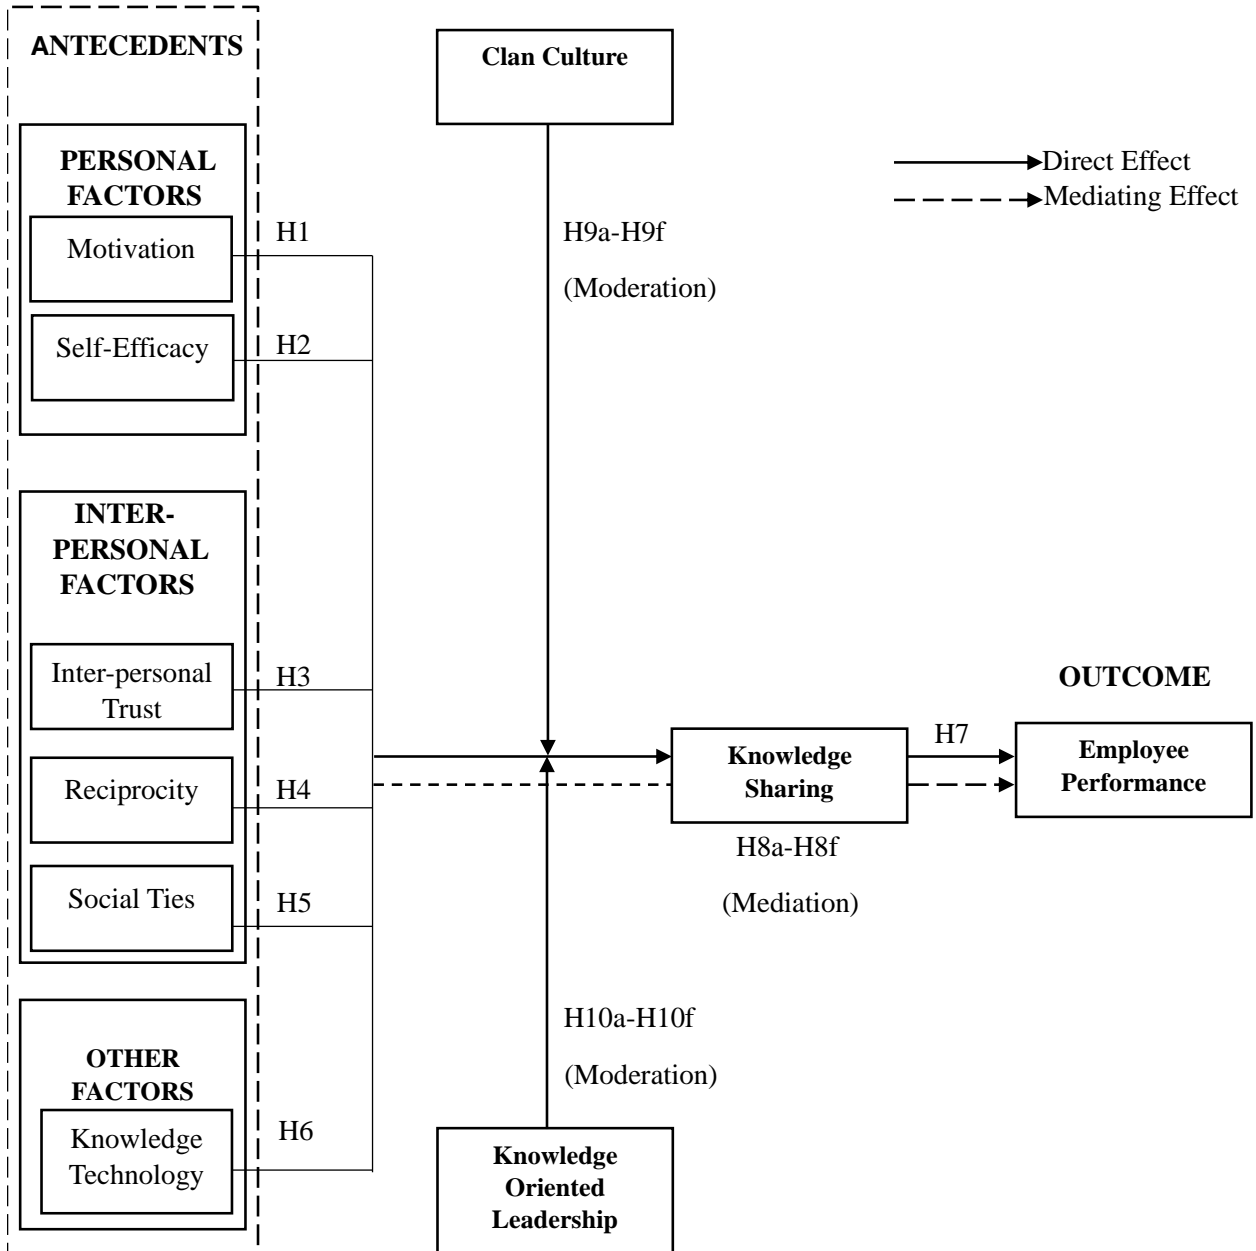 ANTECEDENTS
PERSONAL
FACTORS
Motivation
Self-Efficacy
INTER-
PERSONAL
FACTORS
Inter-personal
Trust
Reciprocity
Social Ties
OTHER
FACTORS
Knowledge
Technology
H1
H2
H3
H4
H5
H6
Clan Culture
H9a-H9f
(Moderation)
H10a-H10f
(Moderation)
Knowledge
Oriented
Leadership
Direct Effect
Mediating Effect
Knowledge
Sharing
H8a-H8f
(Mediation)
H7
OUTCOME
Employee
Performance